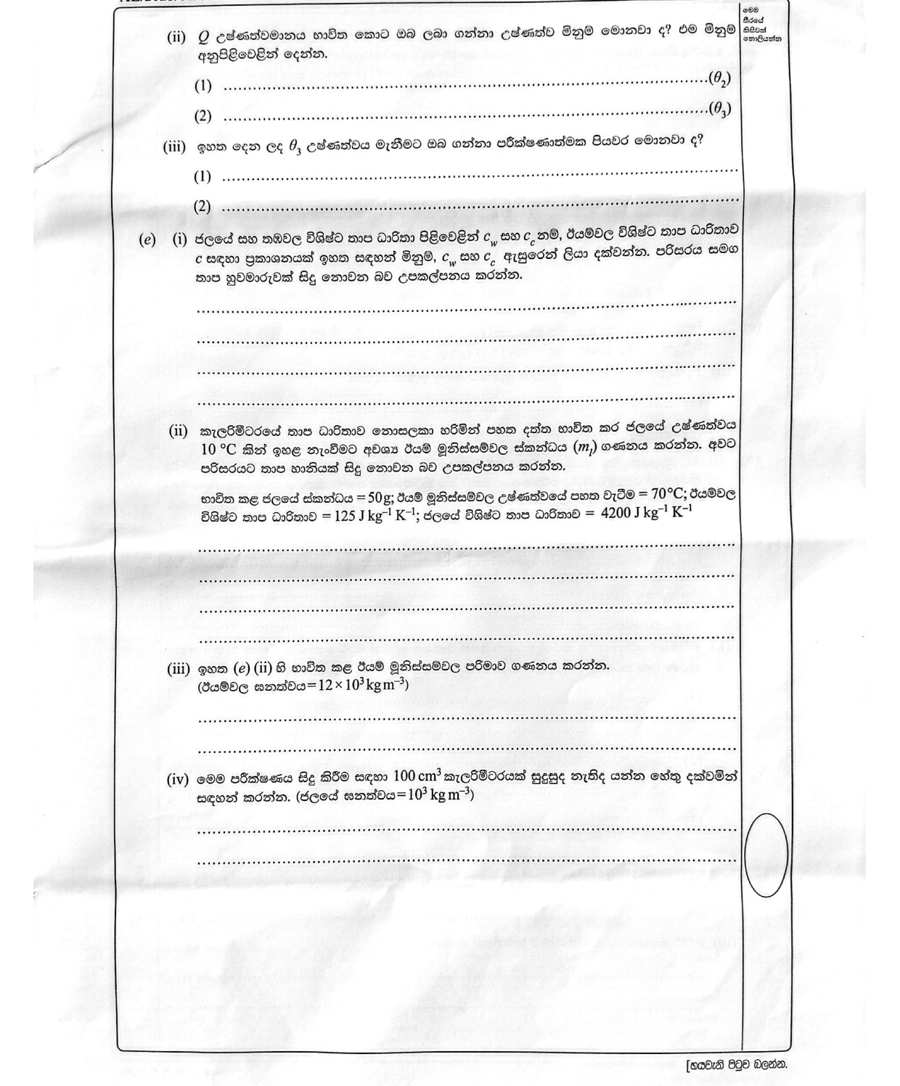 මෙම
තීරයේ
කිසිවක්
නොලියන්න
(ii) Q උෂ්ණත්වමානය භාවිත කොට ඔබ ලබා ගන්නා උෂ්ණත්ව මිනුම් මොනවා ද? එම මිනුම්
අනුපිළිවෙළින් දෙන්න.
(1) ....................(θ₂)
(2) ....................(θ₃)
(iii) ඉහත දෙන ලද θ₃ උෂ්ණත්වය මැනීමට ඔබ ගන්නා පරීක්ෂණාත්මක පියවර මොනවා ද?
(1) ....................
(2) ....................
(e) (i) ජලයේ සහ තඹවල විශිෂ්ට තාප ධාරිතා පිළිවෙළින් c_w සහ c_c නම්, ඊයම්වල විශිෂ්ට තාප ධාරිතාව
c සඳහා ප්‍රකාශනයක් ඉහත සඳහන් මිනුම්, c_w සහ c_c ඇසුරෙන් ලියා දක්වන්න. පරිසරය සමග
තාප හුවමාරුවක් සිදු නොවන බව උපකල්පනය කරන්න.
(ii) කැලරිමීටරයේ තාප ධාරිතාව නොසලකා හරිමින් පහත දත්ත භාවිත කර ජලයේ උෂ්ණත්වය
10 °C කින් ඉහළ නැංවීමට අවශ්‍ය ඊයම් මූනිස්සම්වල ස්කන්ධය (m_l) ගණනය කරන්න. අවට
පරිසරයට තාප හානියක් සිදු නොවන බව උපකල්පනය කරන්න.
භාවිත කළ ජලයේ ස්කන්ධය = 50 g; ඊයම් මූනිස්සම්වල උෂ්ණත්වයේ පහත වැටීම = 70°C; ඊයම්වල
විශිෂ්ට තාප ධාරිතාව = 125 J kg⁻¹ K⁻¹; ජලයේ විශිෂ්ට තාප ධාරිතාව = 4200 J kg⁻¹ K⁻¹
(iii) ඉහත (e) (ii) හි භාවිත කළ ඊයම් මූනිස්සම්වල පරිමාව ගණනය කරන්න.
(ඊයම්වල ඝනත්වය = 12 × 10³ kg m⁻³)
(iv) මෙම පරීක්ෂණය සිදු කිරීම සඳහා 100 cm³ කැලරිමීටරයක් සුදුසුද නැතිද යන්න හේතු දක්වමින්
සඳහන් කරන්න. (ජලයේ ඝනත්වය = 10³ kg m⁻³)
[හයවැනි පිටුව බලන්න.